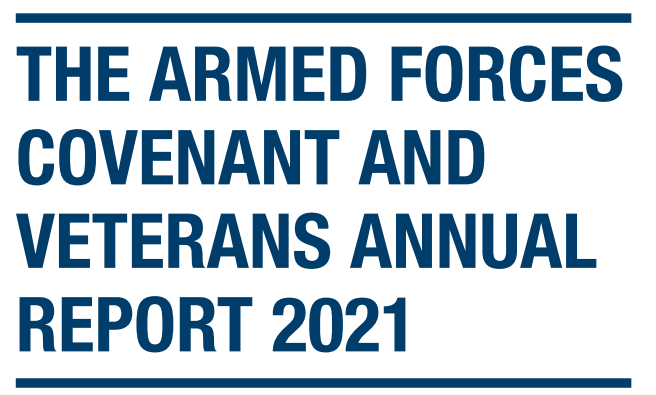 THE ARMED FORCES
COVENANT AND
VETERANS ANNUAL
REPORT 2021